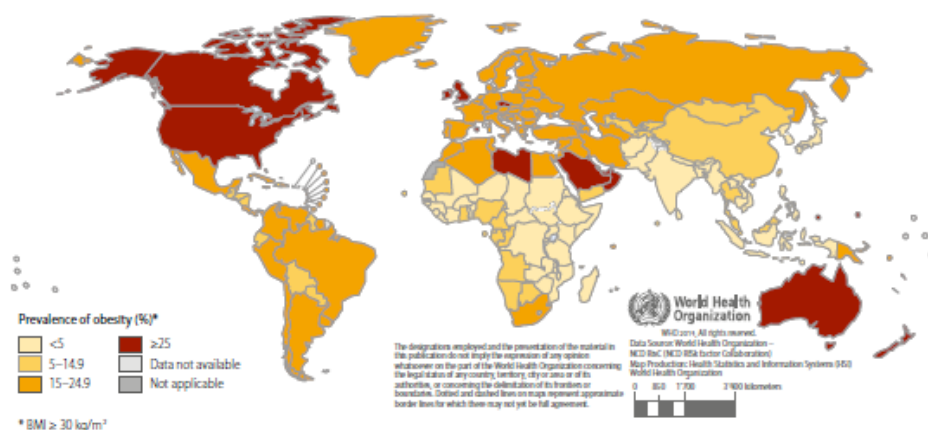 Prevalence of obesity (%)*
<5
5–14.9
15–24.9
≥25
Data not available
Not applicable
* BMI ≥ 30 kg/m²
The designations employed and the presentation of the material in
this publication do not imply the expression of any opinion
whatsoever on the part of the World Health Organization concerning
the legal status of any country, territory, city or area or of its
authorities, or concerning the delimitation of its frontiers or
boundaries. Dotted and dashed lines on maps represent approximate
border lines for which there may not yet be full agreement.
World Health
Organization
WHO 2014, All rights reserved.
Data Source: World Health Organization –
NCD RisC (NCD RISk factor Collaboration)
Map Production: Health Statistics and Information Systems (HSI)
World Health Organization
0 850 1'700 3'400 kilometers